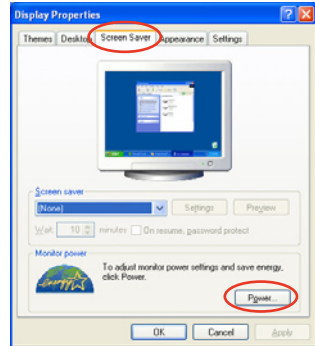 Display Properties
Themes Desktop Screen Saver Appearance Settings
Screen saver
(None) Settings Preview
Wait: 10 minutes On resume, password protect
Monitor power
To adjust monitor power settings and save energy,
click Power.
Power...
OK Cancel Apply